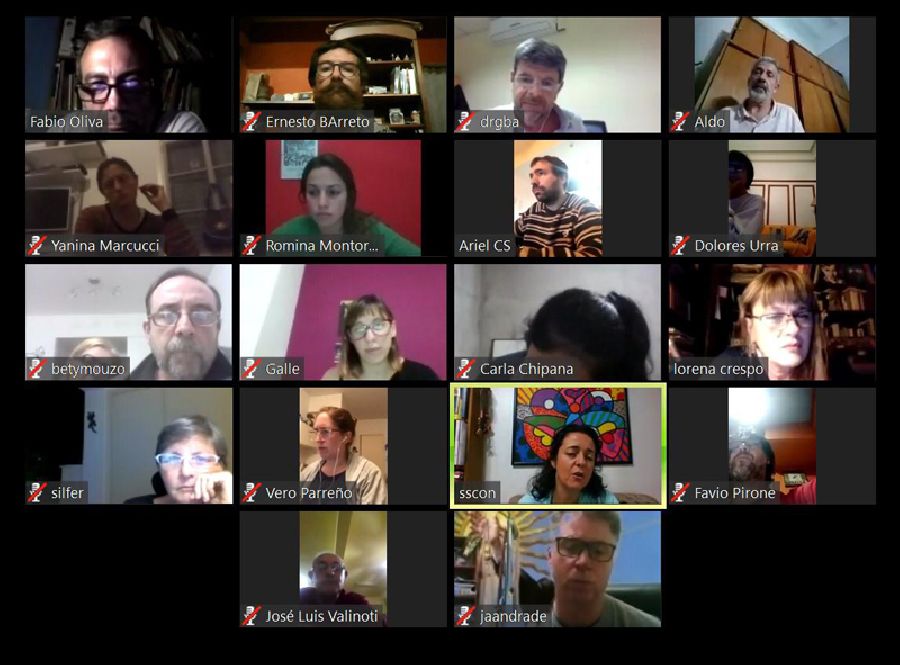 Fabio Oliva
Ernesto BArreto
drgba
Aldo
Yanina Marcucci
Romina Montor...
Ariel CS
Dolores Urra
betymouzo
Galle
Carla Chipana
lorena crespo
silfer
Vero Parreño
sscon
Favio Pirone
José Luis Valinoti
jaandrade